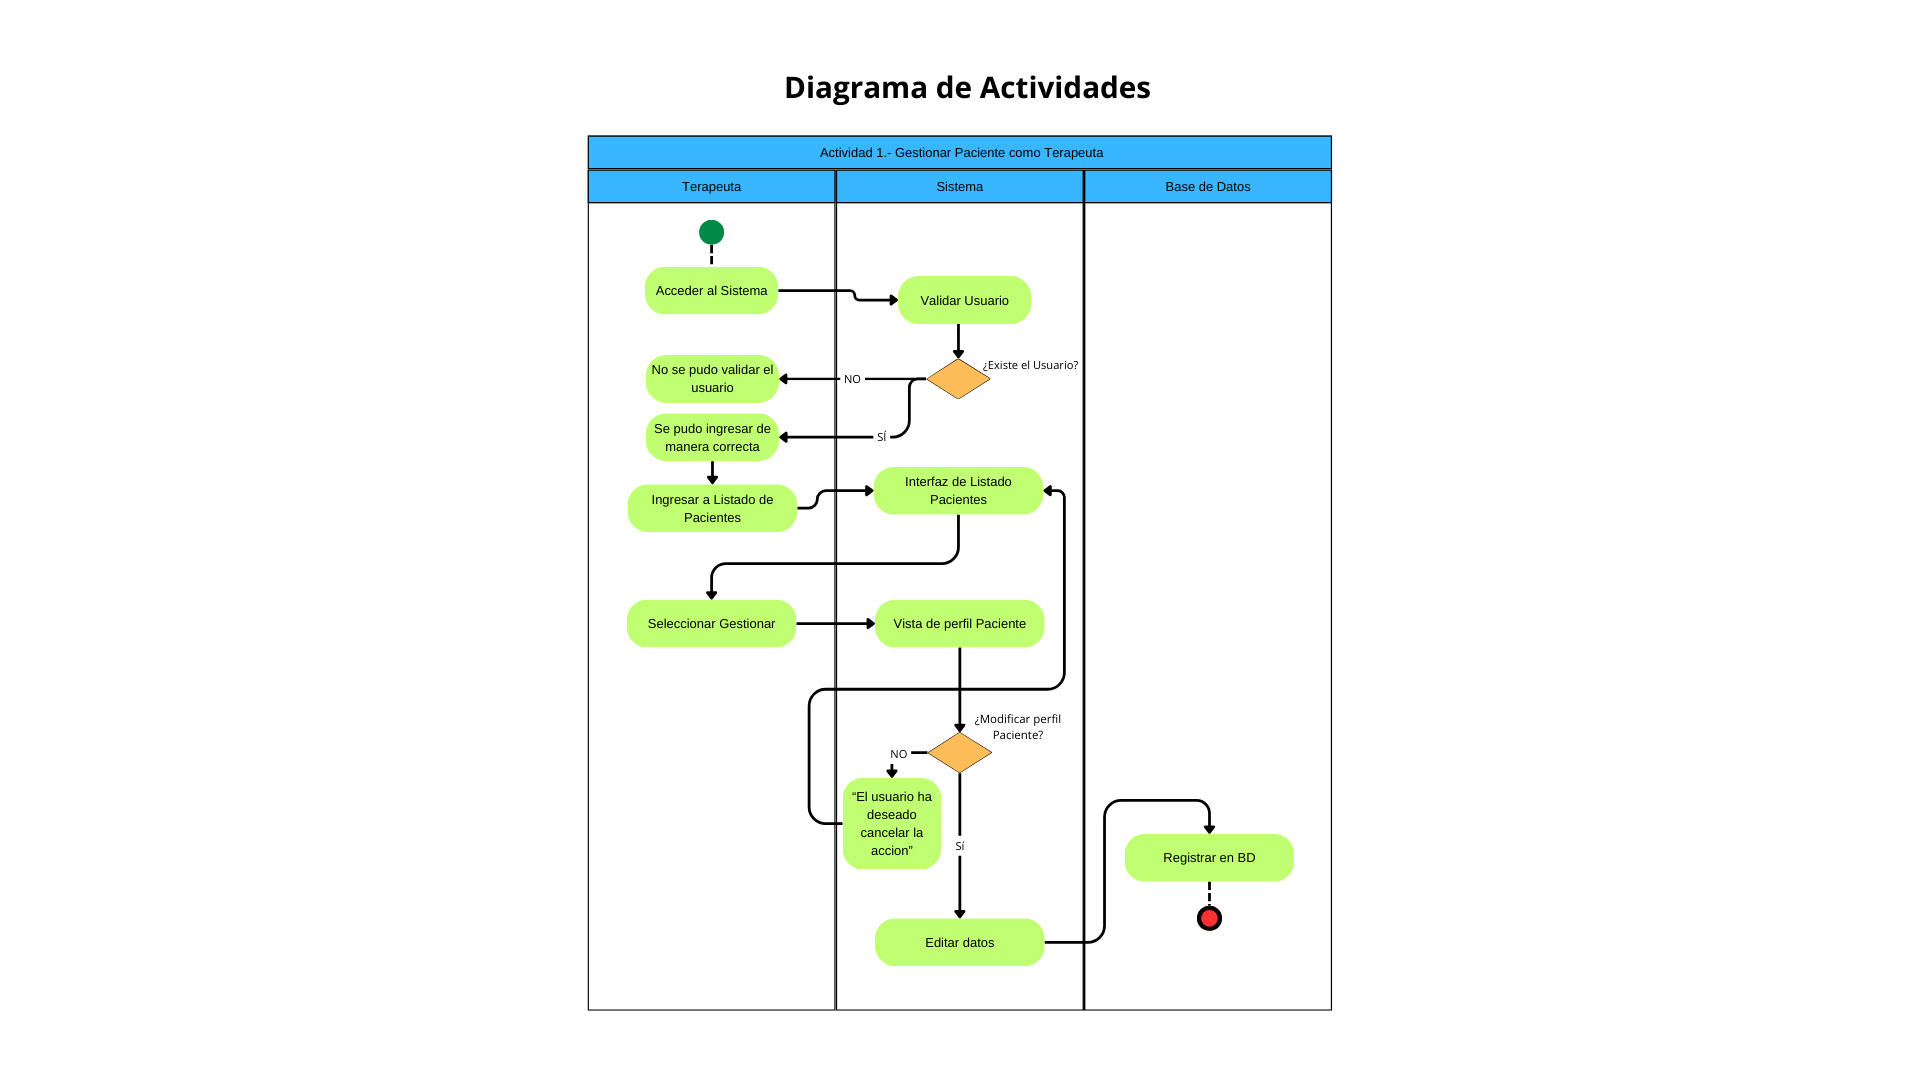 Diagrama de Actividades
Actividad 1.- Gestionar Paciente como Terapeuta
Terapeuta
Sistema
Base de Datos
Acceder al Sistema
Validar Usuario
¿Existe el Usuario?
No se pudo validar el
usuario
NO
Se pudo ingresar de
manera correcta
SÍ
Ingresar a Listado de
Pacientes
Interfaz de Listado
Pacientes
Seleccionar Gestionar
Vista de perfil Paciente
¿Modificar perfil
Paciente?
NO
“El usuario ha
deseado
cancelar la
accion”
Sí
Registrar en BD
Editar datos